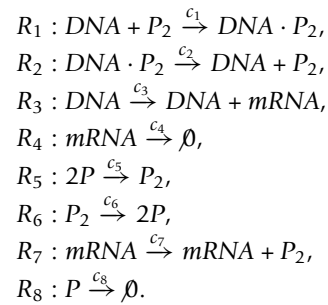 R₁ : DNA + P₂ →^{c₁} DNA · P₂,
R₂ : DNA · P₂ →^{c₂} DNA + P₂,
R₃ : DNA →^{c₃} DNA + mRNA,
R₄ : mRNA →^{c₄} ∅,
R₅ : 2P →^{c₅} P₂,
R₆ : P₂ →^{c₆} 2P,
R₇ : mRNA →^{c₇} mRNA + P₂,
R₈ : P →^{c₈} ∅.